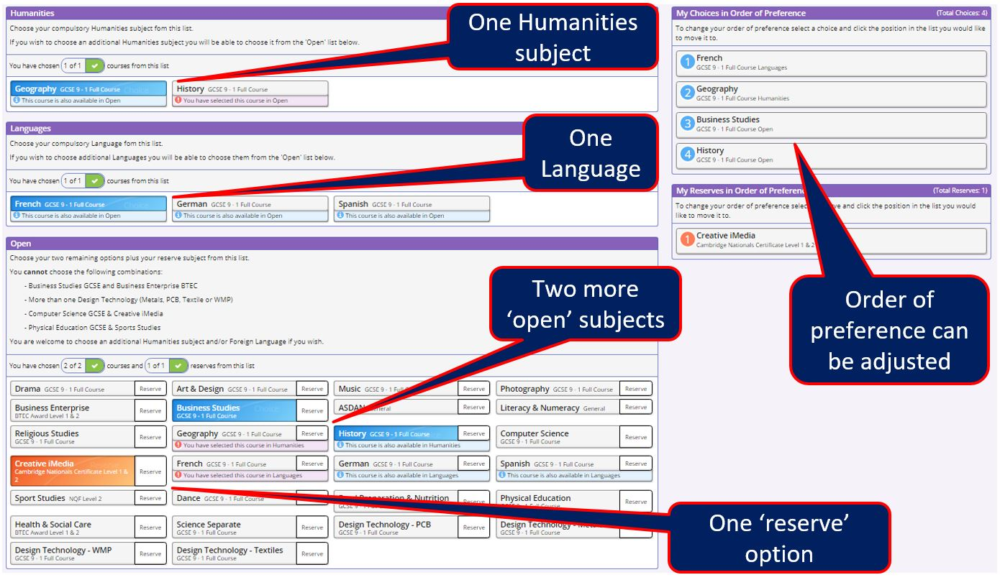 Humanities
Choose your compulsory Humanities subject fom this list.
If you wish to choose an additional Humanities subject you will be able to choose it from the 'Open' list below.
You have chosen 1 of 1 courses from this list
Geography GCSE 9 - 1 Full Course Choice
This course is also available in Open
History GCSE 9 - 1 Full Course
You have selected this course in Open
One Humanities
subject
Languages
Choose your compulsory Language fom this list.
If you wish to choose additional Languages you will be able to choose them from the 'Open' list below.
You have chosen 1 of 1 courses from this list
French GCSE 9 - 1 Full Course Choice
This course is also available in Open
German GCSE 9 - 1 Full Course
This course is also available in Open
Spanish GCSE 9 - 1 Full Course
This course is also available in Open
One
Language
Open
Choose your two remaining options plus your reserve subject from this list.
You cannot choose the following combinations:
- Business Studies GCSE and Business Enterprise BTEC
- More than one Design Technology (Metals, PCB, Textile or WMP)
- Computer Science GCSE & Creative iMedia
- Physical Education GCSE & Sports Studies
You are welcome to choose an additional Humanities subject and/or Foreign Language if you wish.
You have chosen 2 of 2 courses and 1 of 1 reserves from this list
Two more
‘open’ subjects
Drama GCSE 9 - 1 Full Course Reserve
Art & Design GCSE 9 - 1 Full Course Reserve
Music GCSE 9 - 1 Full Course Reserve
Photography GCSE 9 - 1 Full Course Reserve
Business Enterprise
BTEC Award Level 1 & 2
Reserve
Business Studies Choice
GCSE 9 - 1 Full Course
Reserve
ASDAN General Reserve
Literacy & Numeracy General Reserve
Religious Studies
GCSE 9 - 1 Full Course
Reserve
Geography GCSE 9 - 1 Full Course Reserve
You have selected this course in Humanities
History GCSE 9 - 1 Full Course Reserve
This course is also available in Humanities
Computer Science
GCSE 9 - 1 Full Course
Reserve
Creative iMedia
Cambridge Nationals Certificate Level 1 &
2
Reserve
French GCSE 9 - 1 Full Course Reserve
You have selected this course in Languages
German GCSE 9 - 1 Full Course Reserve
This course is also available in Languages
Spanish GCSE 9 - 1 Full Course Reserve
This course is also available in Languages
Sport Studies NQF Level 2 Reserve
Dance GCSE 9 - 1 Full Course Reserve
Preparation & Nutrition
GCSE 9 - 1 Full Course
Reserve
Physical Education
GCSE 9 - 1 Full Course
Reserve
Health & Social Care
BTEC Award Level 1 & 2
Reserve
Science Separate
GCSE 9 - 1 Full Course
Reserve
Design Technology - PCB
GCSE 9 - 1 Full Course
Reserve
Design Technology - Metals
GCSE 9 - 1 Full Course
Reserve
Design Technology - WMP
GCSE 9 - 1 Full Course
Reserve
Design Technology - Textiles
GCSE 9 - 1 Full Course
Reserve
One ‘reserve’
option
My Choices in Order of Preference (Total Choices: 4)
To change your order of preference select a choice and click the position in the list you would like
to move it to.
1 French
GCSE 9 - 1 Full Course Languages
2 Geography
GCSE 9 - 1 Full Course Humanities
3 Business Studies
GCSE 9 - 1 Full Course Open
4 History
GCSE 9 - 1 Full Course Open
My Reserves in Order of Preference (Total Reserves: 1)
To change your order of preference and click the position in the list you would
like to move it to.
1 Creative iMedia
Cambridge Nationals Certificate Level 1 & 2
Order of
preference can
be adjusted